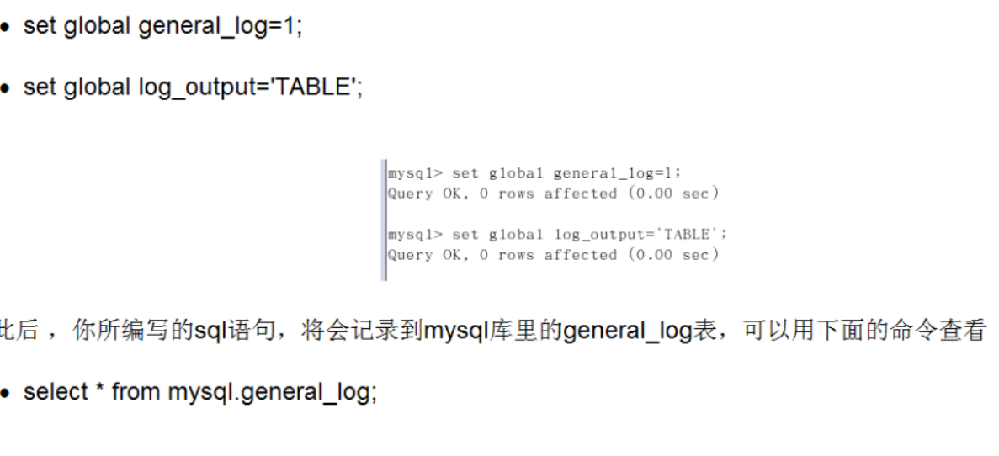 • set global general_log=1;
• set global log_output='TABLE';
mysql> set global general_log=1;
Query OK, 0 rows affected (0.00 sec)
mysql> set global log_output='TABLE';
Query OK, 0 rows affected (0.00 sec)
此后 ，你所编写的sql语句，将会记录到mysql库里的general_log表，可以用下面的命令查看
• select * from mysql.general_log;